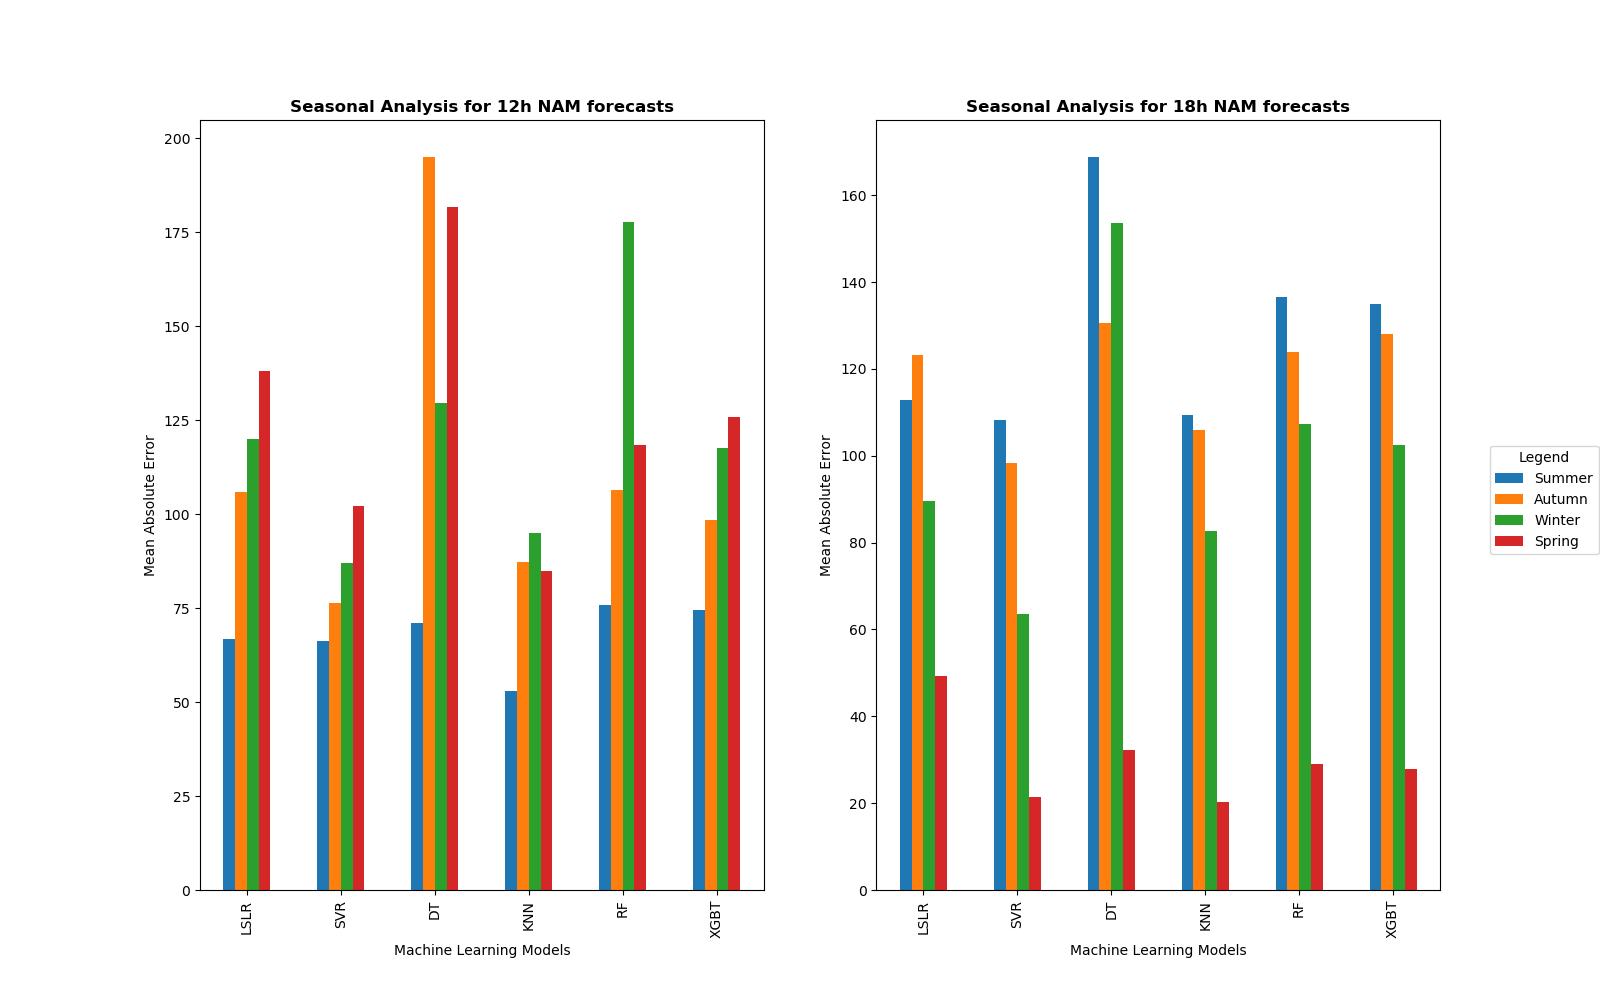 Seasonal Analysis for 12h NAM forecasts
200
175
150
125
100
75
50
25
0
Mean Absolute Error
LSLR
SVR
DT
KNN
RF
XGBT
Machine Learning Models
Seasonal Analysis for 18h NAM forecasts
160
140
120
100
80
60
40
20
0
Mean Absolute Error
LSLR
SVR
DT
KNN
RF
XGBT
Machine Learning Models
Legend
Summer
Autumn
Winter
Spring